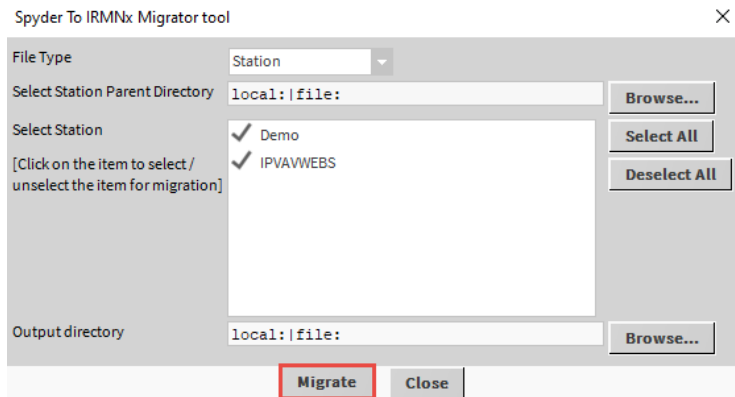 Spyder To IRMNx Migrator tool
File Type
Station
Select Station Parent Directory
local:|file:
Browse...
Select Station
Demo
Select All
[Click on the item to select /
unselect the item for migration]
IPVAVWEBS
Deselect All
Output directory
local:|file:
Browse...
Migrate
Close